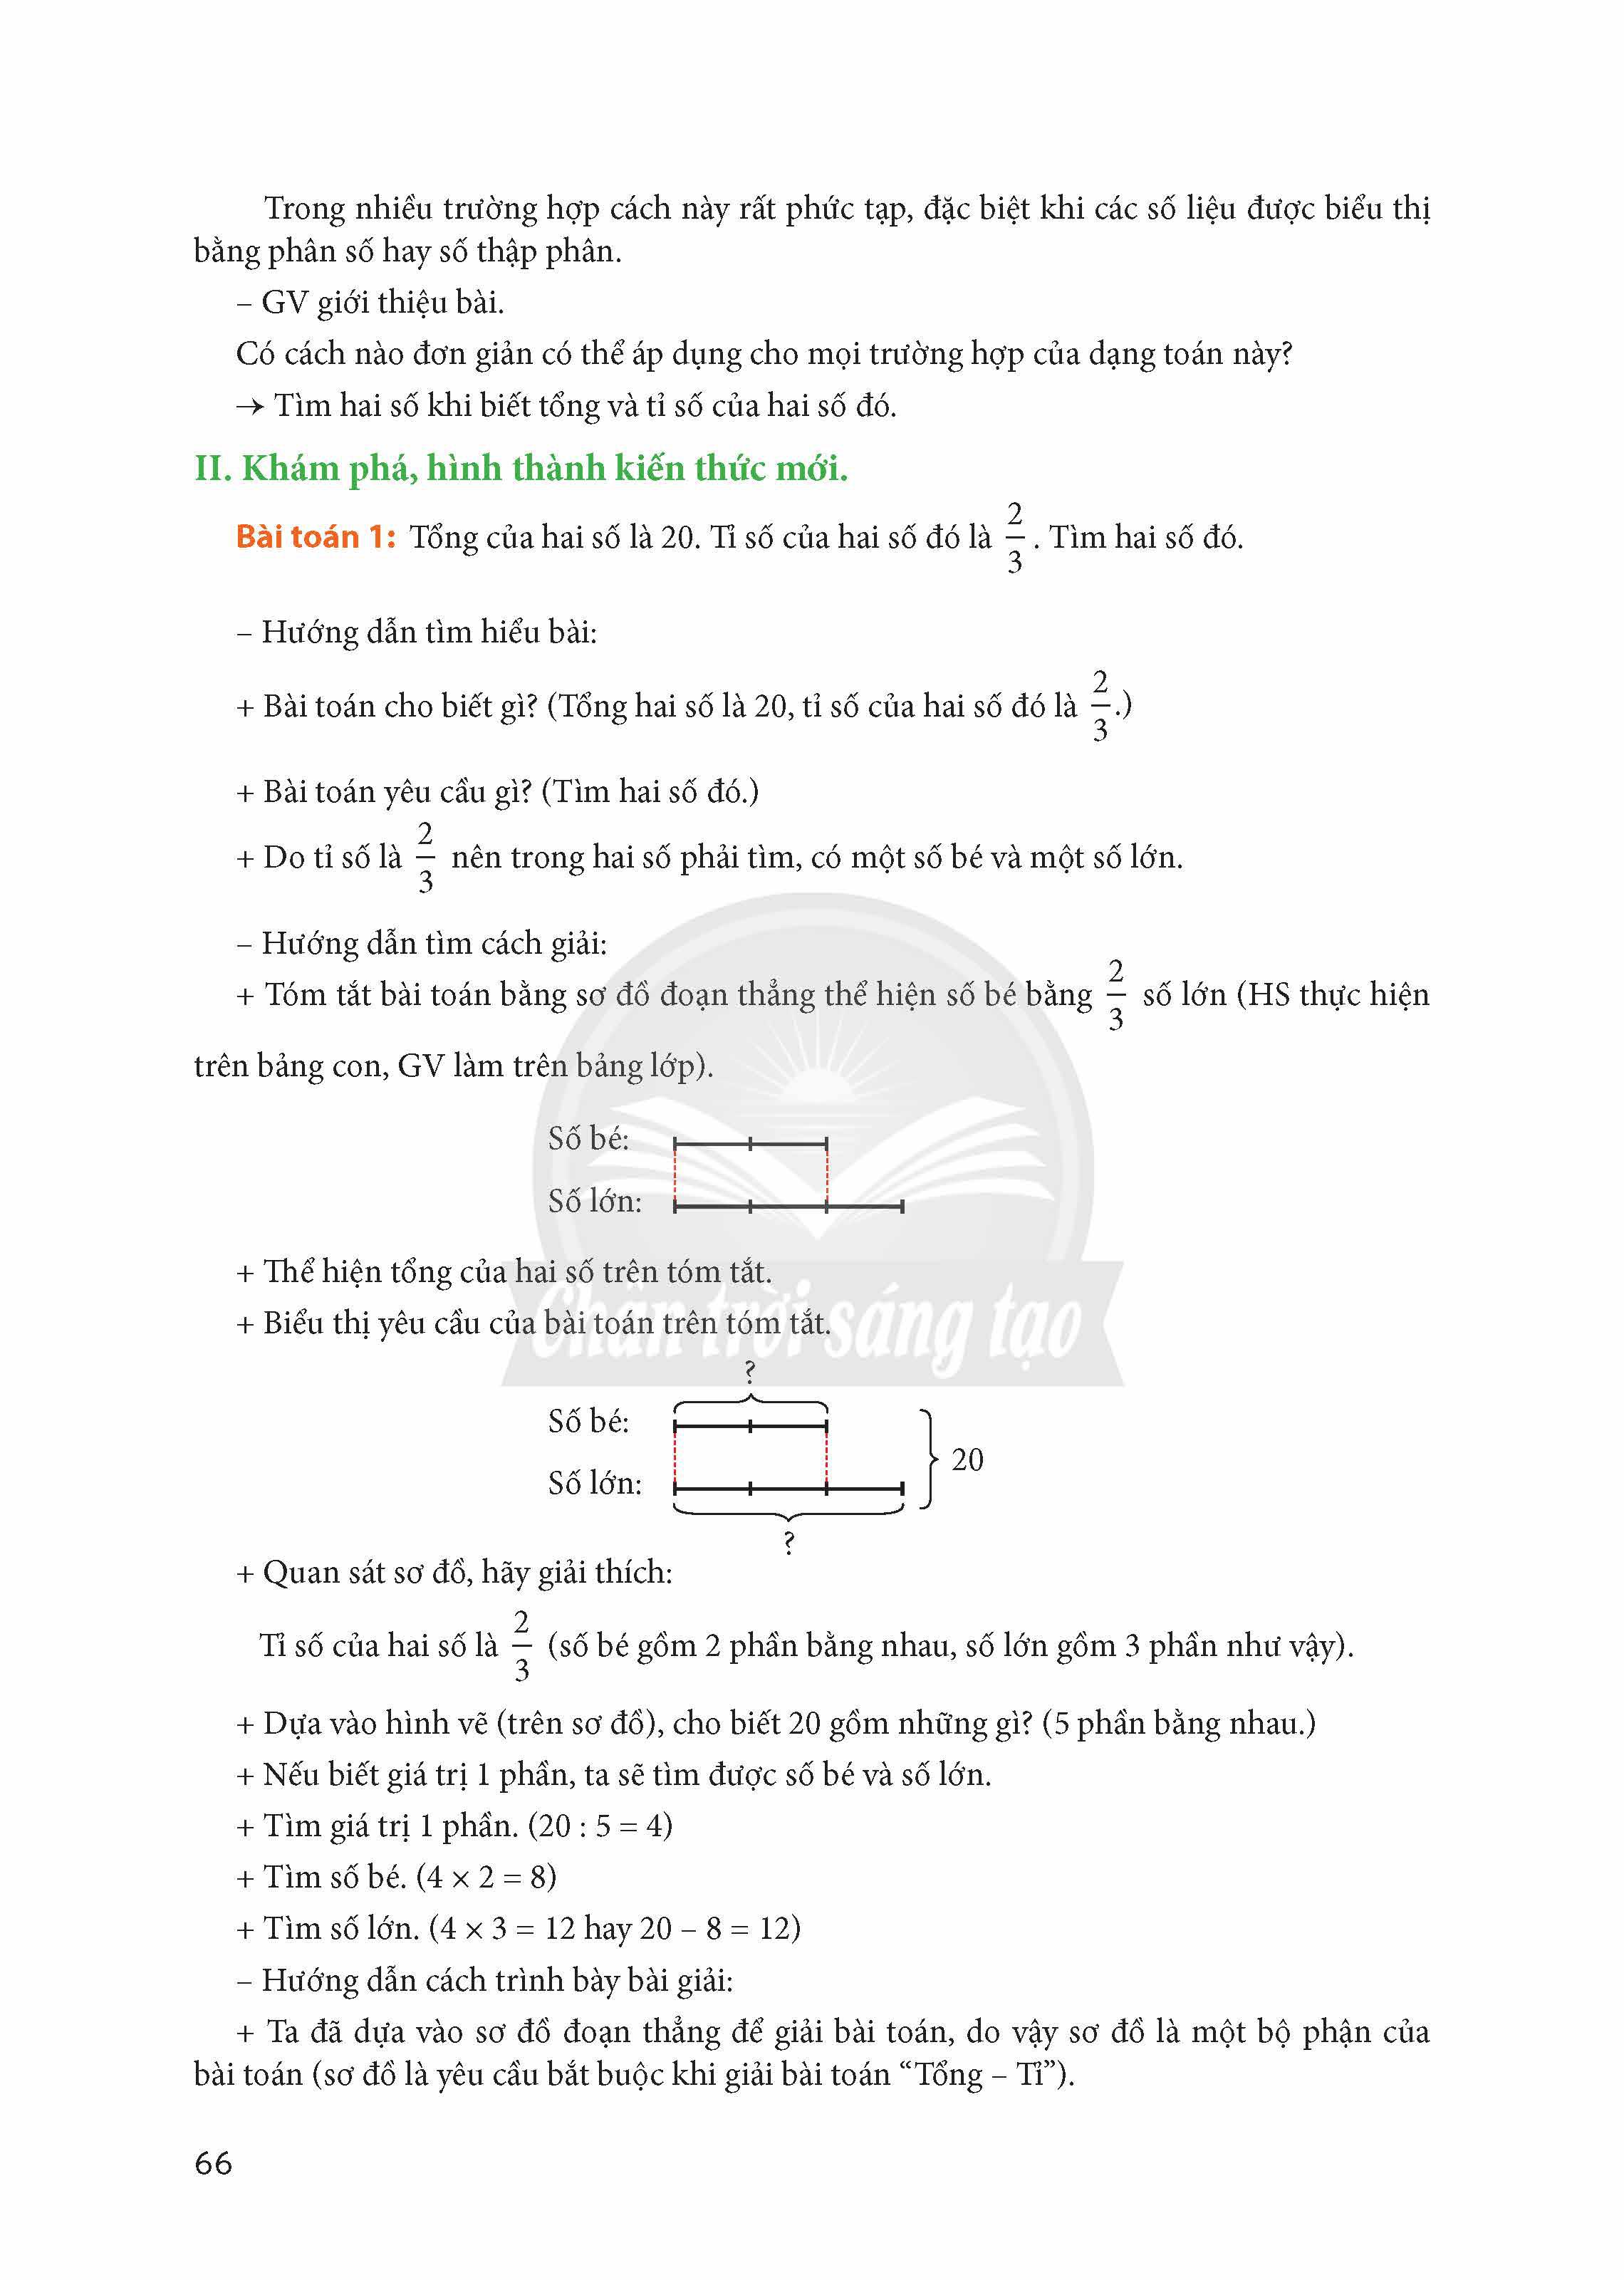 Trong nhiều trường hợp cách này rất phức tạp, đặc biệt khi các số liệu được biểu thị
bằng phân số hay số thập phân.
– GV giới thiệu bài.
Có cách nào đơn giản có thể áp dụng cho mọi trường hợp của dạng toán này?
→ Tìm hai số khi biết tổng và tỉ số của hai số đó.
II. Khám phá, hình thành kiến thức mới.
Bài toán 1: Tổng của hai số là 20. Tỉ số của hai số đó là 2/3. Tìm hai số đó.
– Hướng dẫn tìm hiểu bài:
+ Bài toán cho biết gì? (Tổng hai số là 20, tỉ số của hai số đó là 2/3.)
+ Bài toán yêu cầu gì? (Tìm hai số đó.)
+ Do tỉ số là 2/3 nên trong hai số phải tìm, có một số bé và một số lớn.
– Hướng dẫn tìm cách giải:
+ Tóm tắt bài toán bằng sơ đồ đoạn thẳng thể hiện số bé bằng 2/3 số lớn (HS thực hiện
trên bảng con, GV làm trên bảng lớp).
Số bé:
Số lớn:
+ Thể hiện tổng của hai số trên tóm tắt.
+ Biểu thị yêu cầu của bài toán trên tóm tắt.
Chân trời sáng tạo
?
Số bé:
20
Số lớn:
?
+ Quan sát sơ đồ, hãy giải thích:
Tỉ số của hai số là 2/3 (số bé gồm 2 phần bằng nhau, số lớn gồm 3 phần như vậy).
+ Dựa vào hình vẽ (trên sơ đồ), cho biết 20 gồm những gì? (5 phần bằng nhau.)
+ Nếu biết giá trị 1 phần, ta sẽ tìm được số bé và số lớn.
+ Tìm giá trị 1 phần. (20 : 5 = 4)
+ Tìm số bé. (4 × 2 = 8)
+ Tìm số lớn. (4 × 3 = 12 hay 20 – 8 = 12)
– Hướng dẫn cách trình bày bài giải:
+ Ta đã dựa vào sơ đồ đoạn thẳng để giải bài toán, do vậy sơ đồ là một bộ phận của
bài toán (sơ đồ là yêu cầu bắt buộc khi giải bài toán “Tổng – Tỉ”).
66